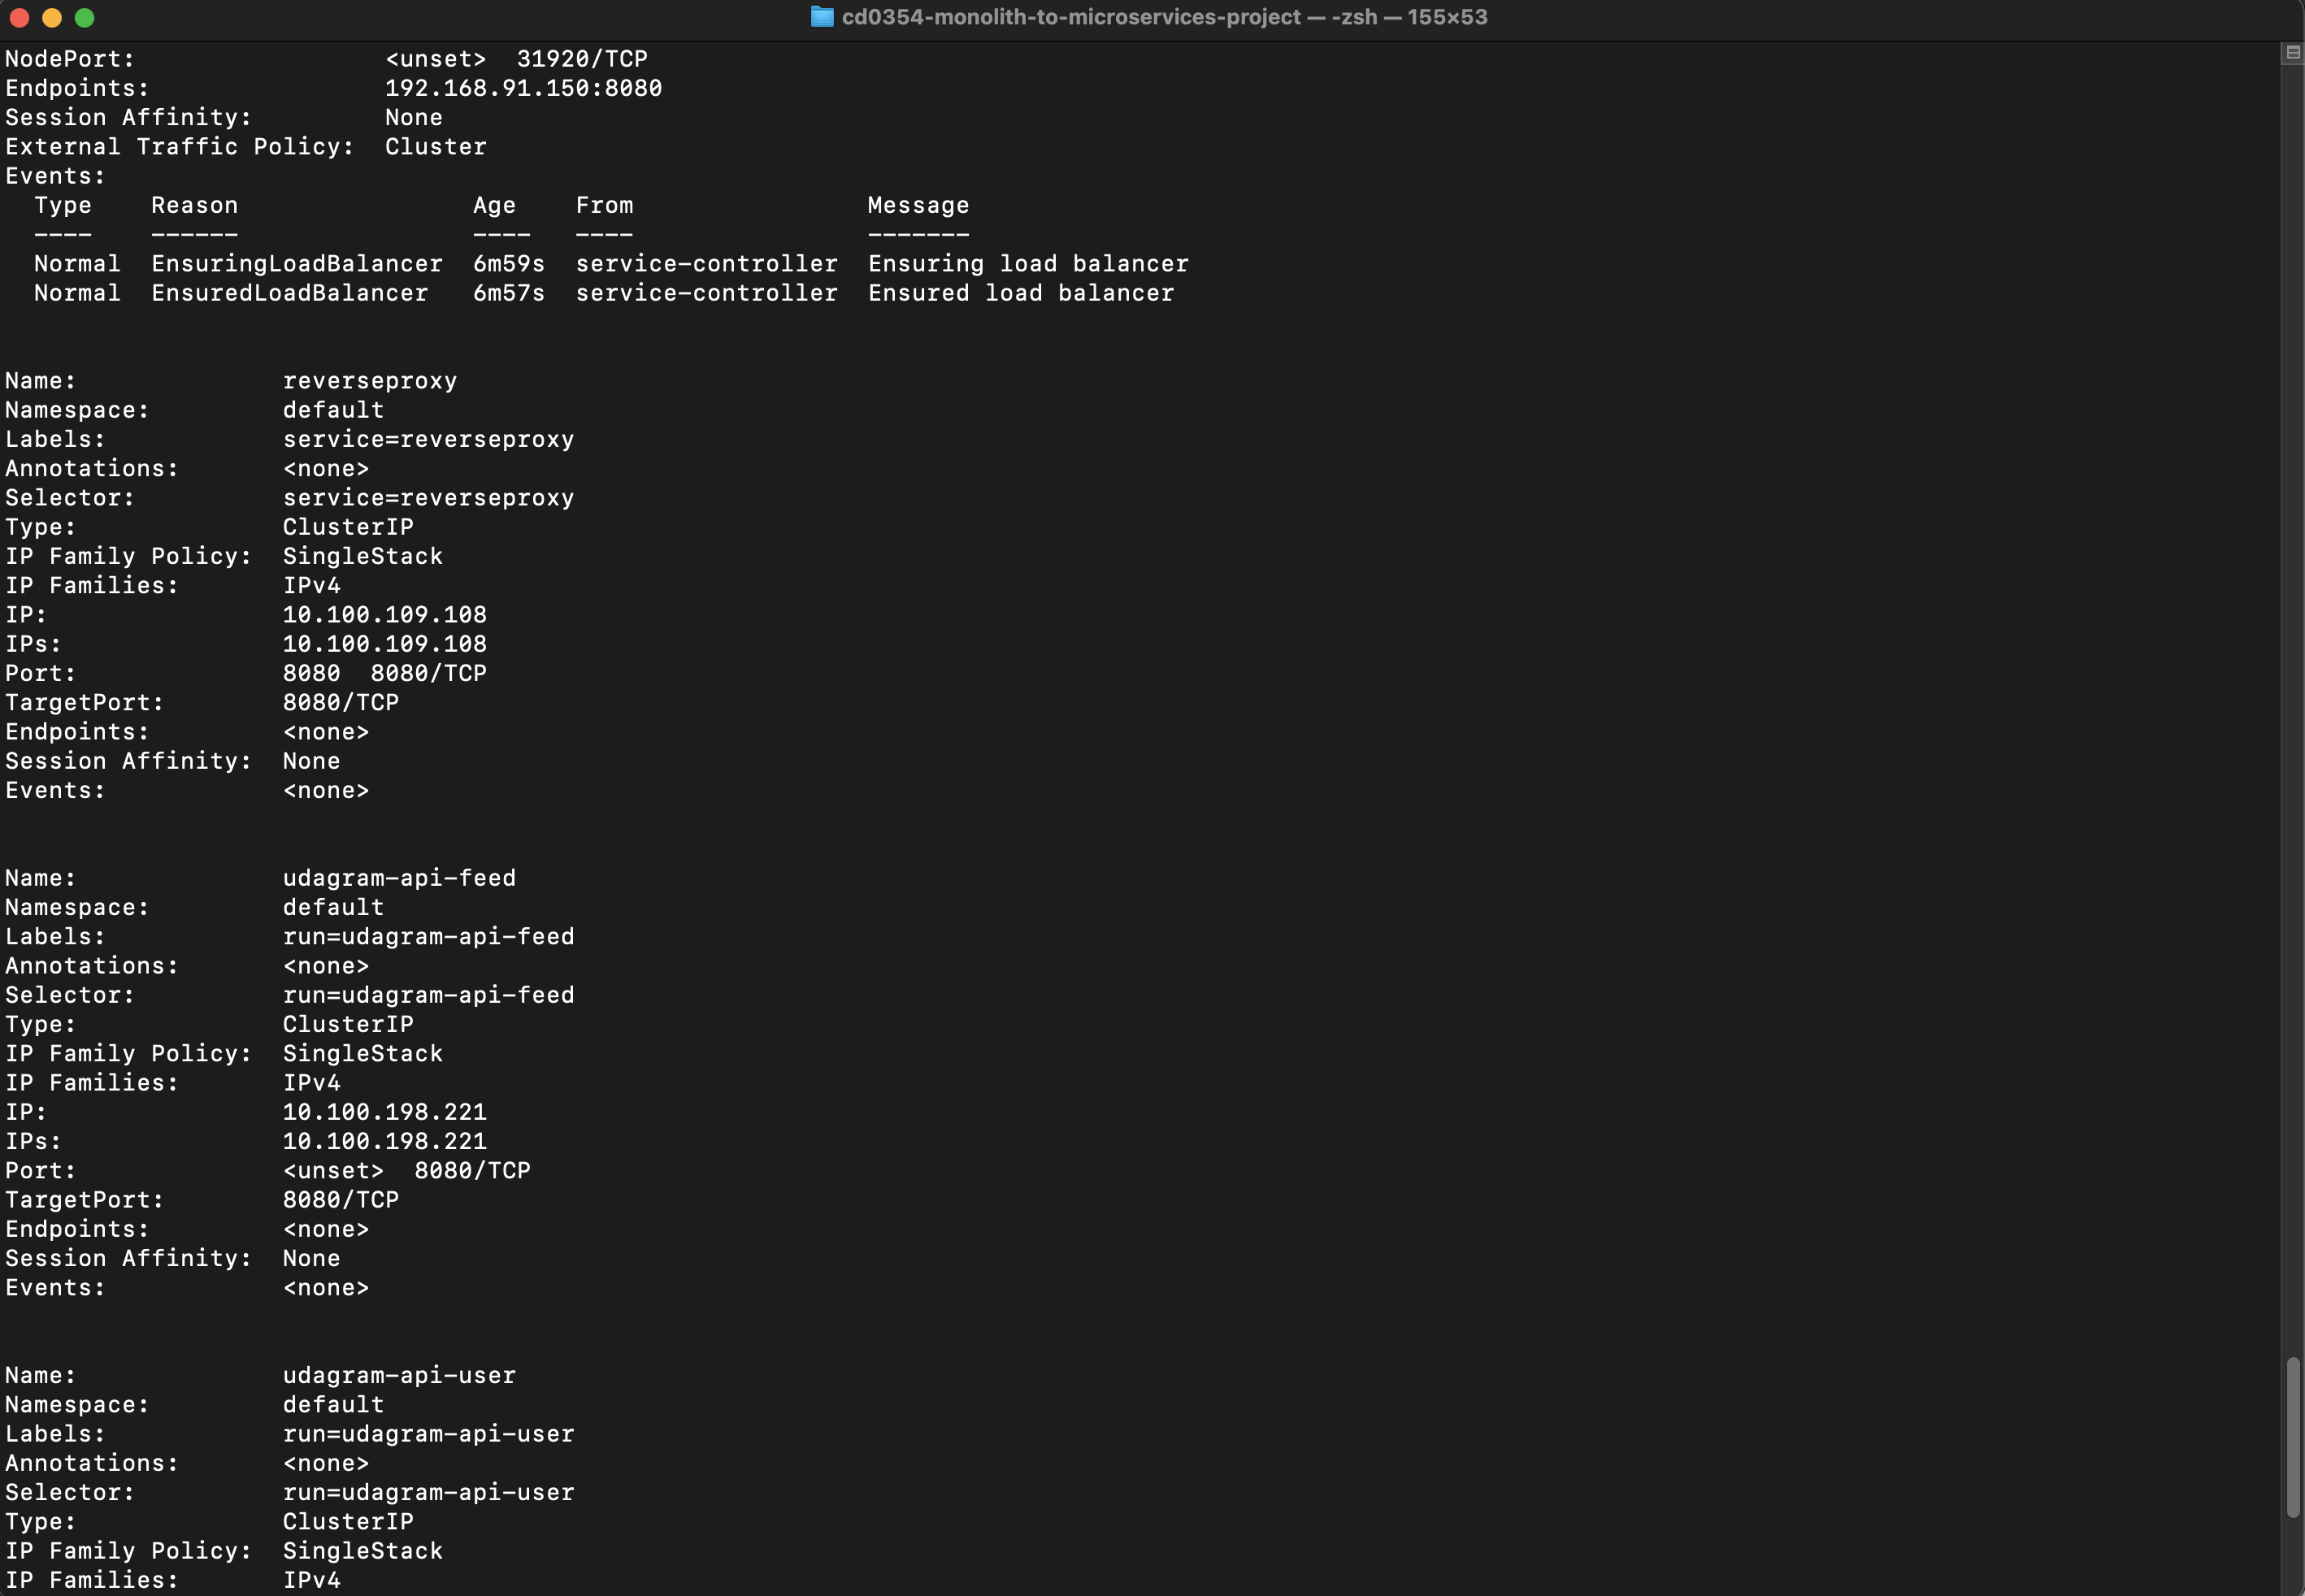 cd0354-monolith-to-microservices-project — -zsh — 155×53
NodePort:                 <unset>  31920/TCP
Endpoints:                192.168.91.150:8080
Session Affinity:         None
External Traffic Policy:  Cluster
Events:
  Type    Reason                Age    From                Message
  ----    ------                ----   ----                -------
  Normal  EnsuringLoadBalancer  6m59s  service-controller  Ensuring load balancer
  Normal  EnsuredLoadBalancer   6m57s  service-controller  Ensured load balancer
Name:              reverseproxy
Namespace:         default
Labels:            service=reverseproxy
Annotations:       <none>
Selector:          service=reverseproxy
Type:              ClusterIP
IP Family Policy:  SingleStack
IP Families:       IPv4
IP:                10.100.109.108
IPs:               10.100.109.108
Port:              8080  8080/TCP
TargetPort:        8080/TCP
Endpoints:         <none>
Session Affinity:  None
Events:            <none>
Name:              udagram-api-feed
Namespace:         default
Labels:            run=udagram-api-feed
Annotations:       <none>
Selector:          run=udagram-api-feed
Type:              ClusterIP
IP Family Policy:  SingleStack
IP Families:       IPv4
IP:                10.100.198.221
IPs:               10.100.198.221
Port:              <unset>  8080/TCP
TargetPort:        8080/TCP
Endpoints:         <none>
Session Affinity:  None
Events:            <none>
Name:              udagram-api-user
Namespace:         default
Labels:            run=udagram-api-user
Annotations:       <none>
Selector:          run=udagram-api-user
Type:              ClusterIP
IP Family Policy:  SingleStack
IP Families:       IPv4